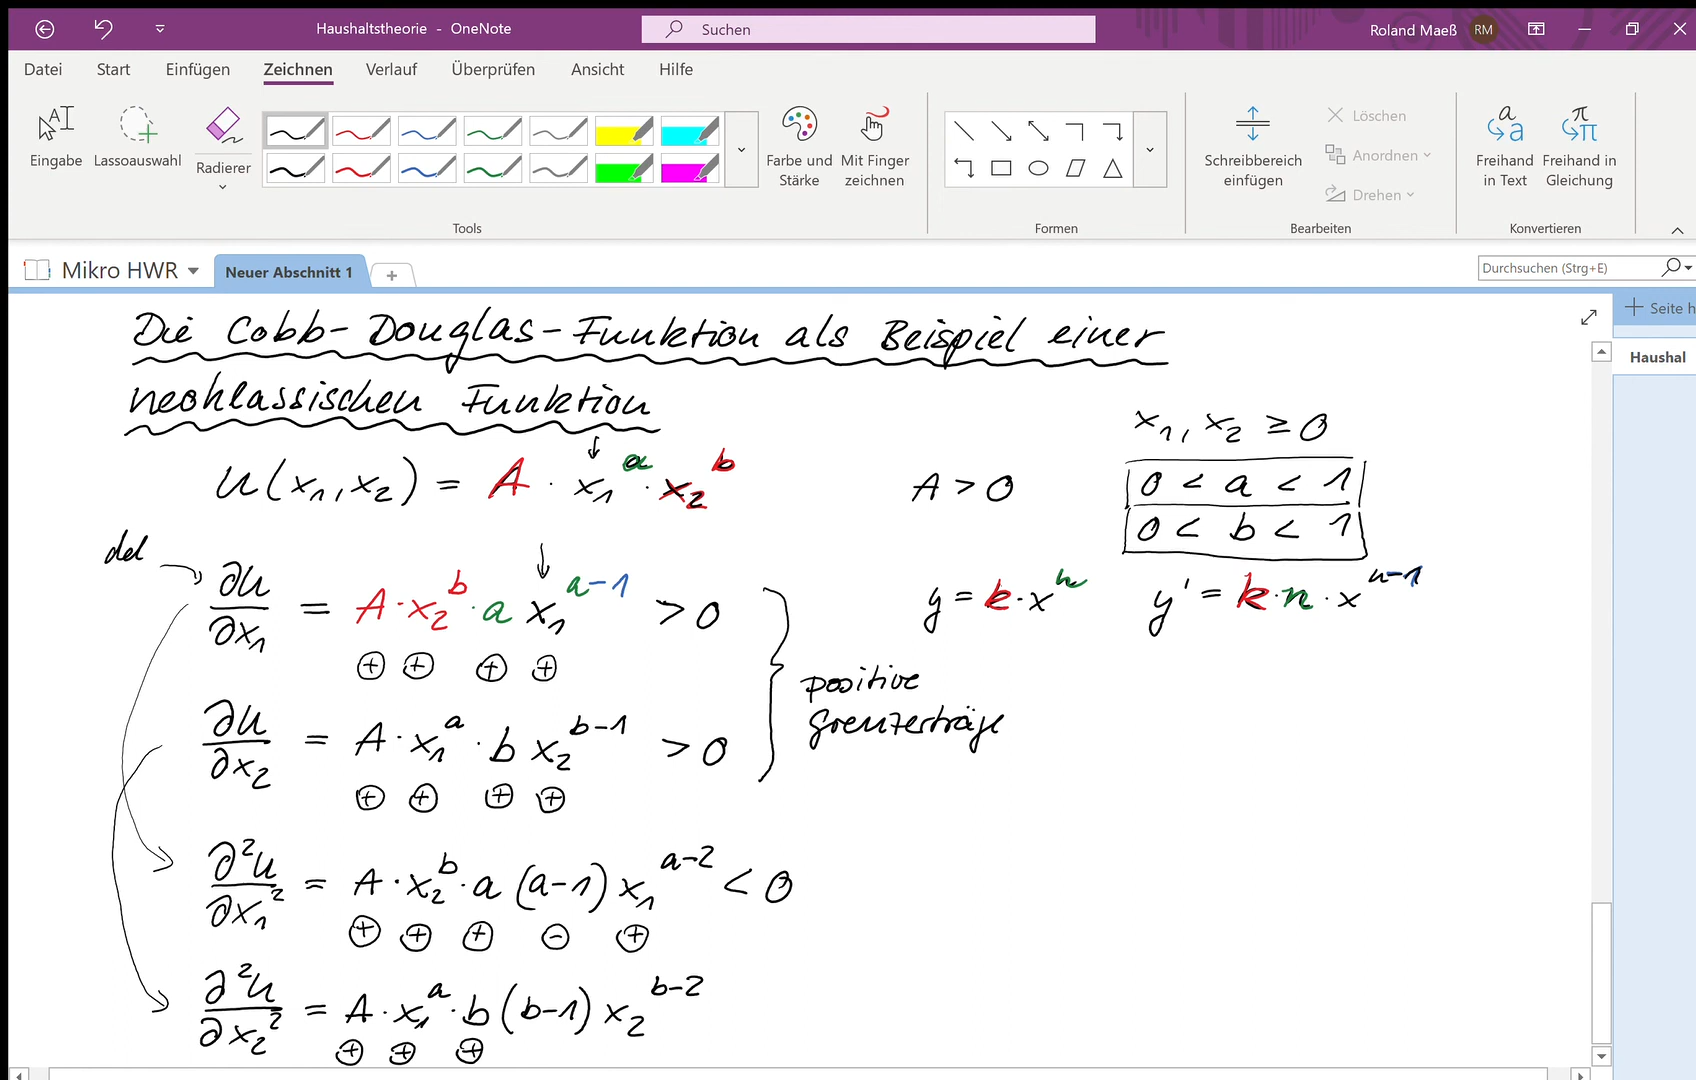 Haushaltstheorie - OneNote
Suchen
Roland Maeß RM
Datei Start Einfügen Zeichnen Verlauf Überprüfen Ansicht Hilfe
Eingabe Lassoauswahl Radierer
Farbe und Stärke
Mit Finger zeichnen
Schreibbereich einfügen
Löschen
Anordnen
Drehen
Freihand in Text
Freihand in Gleichung
Tools Formen Bearbeiten Konvertieren
Mikro HWR Neuer Abschnitt 1 +
Durchsuchen (Strg+E)
Seite h
Haushal
Die Cobb-Douglas-Funktion als Beispiel einer
neoklassischen Funktion
x₁, x₂ ≥ 0
u(x₁,x₂) = A · x₁^a · x₂^b A > 0 0 < a < 1
0 < b < 1
del
∂u/∂x₁ = A · x₂^b · a x₁^(a-1) > 0 y = k · x^n y' = k · n · x^(n-1)
+ + + +
positive
Grenzerträge
∂u/∂x₂ = A · x₁^a · b x₂^(b-1) > 0
+ + + +
∂²u/∂x₁² = A · x₂^b · a (a-1) x₁^(a-2) < 0
+ + + - +
∂²u/∂x₂² = A · x₁^a · b (b-1) x₂^(b-2)
+ + +